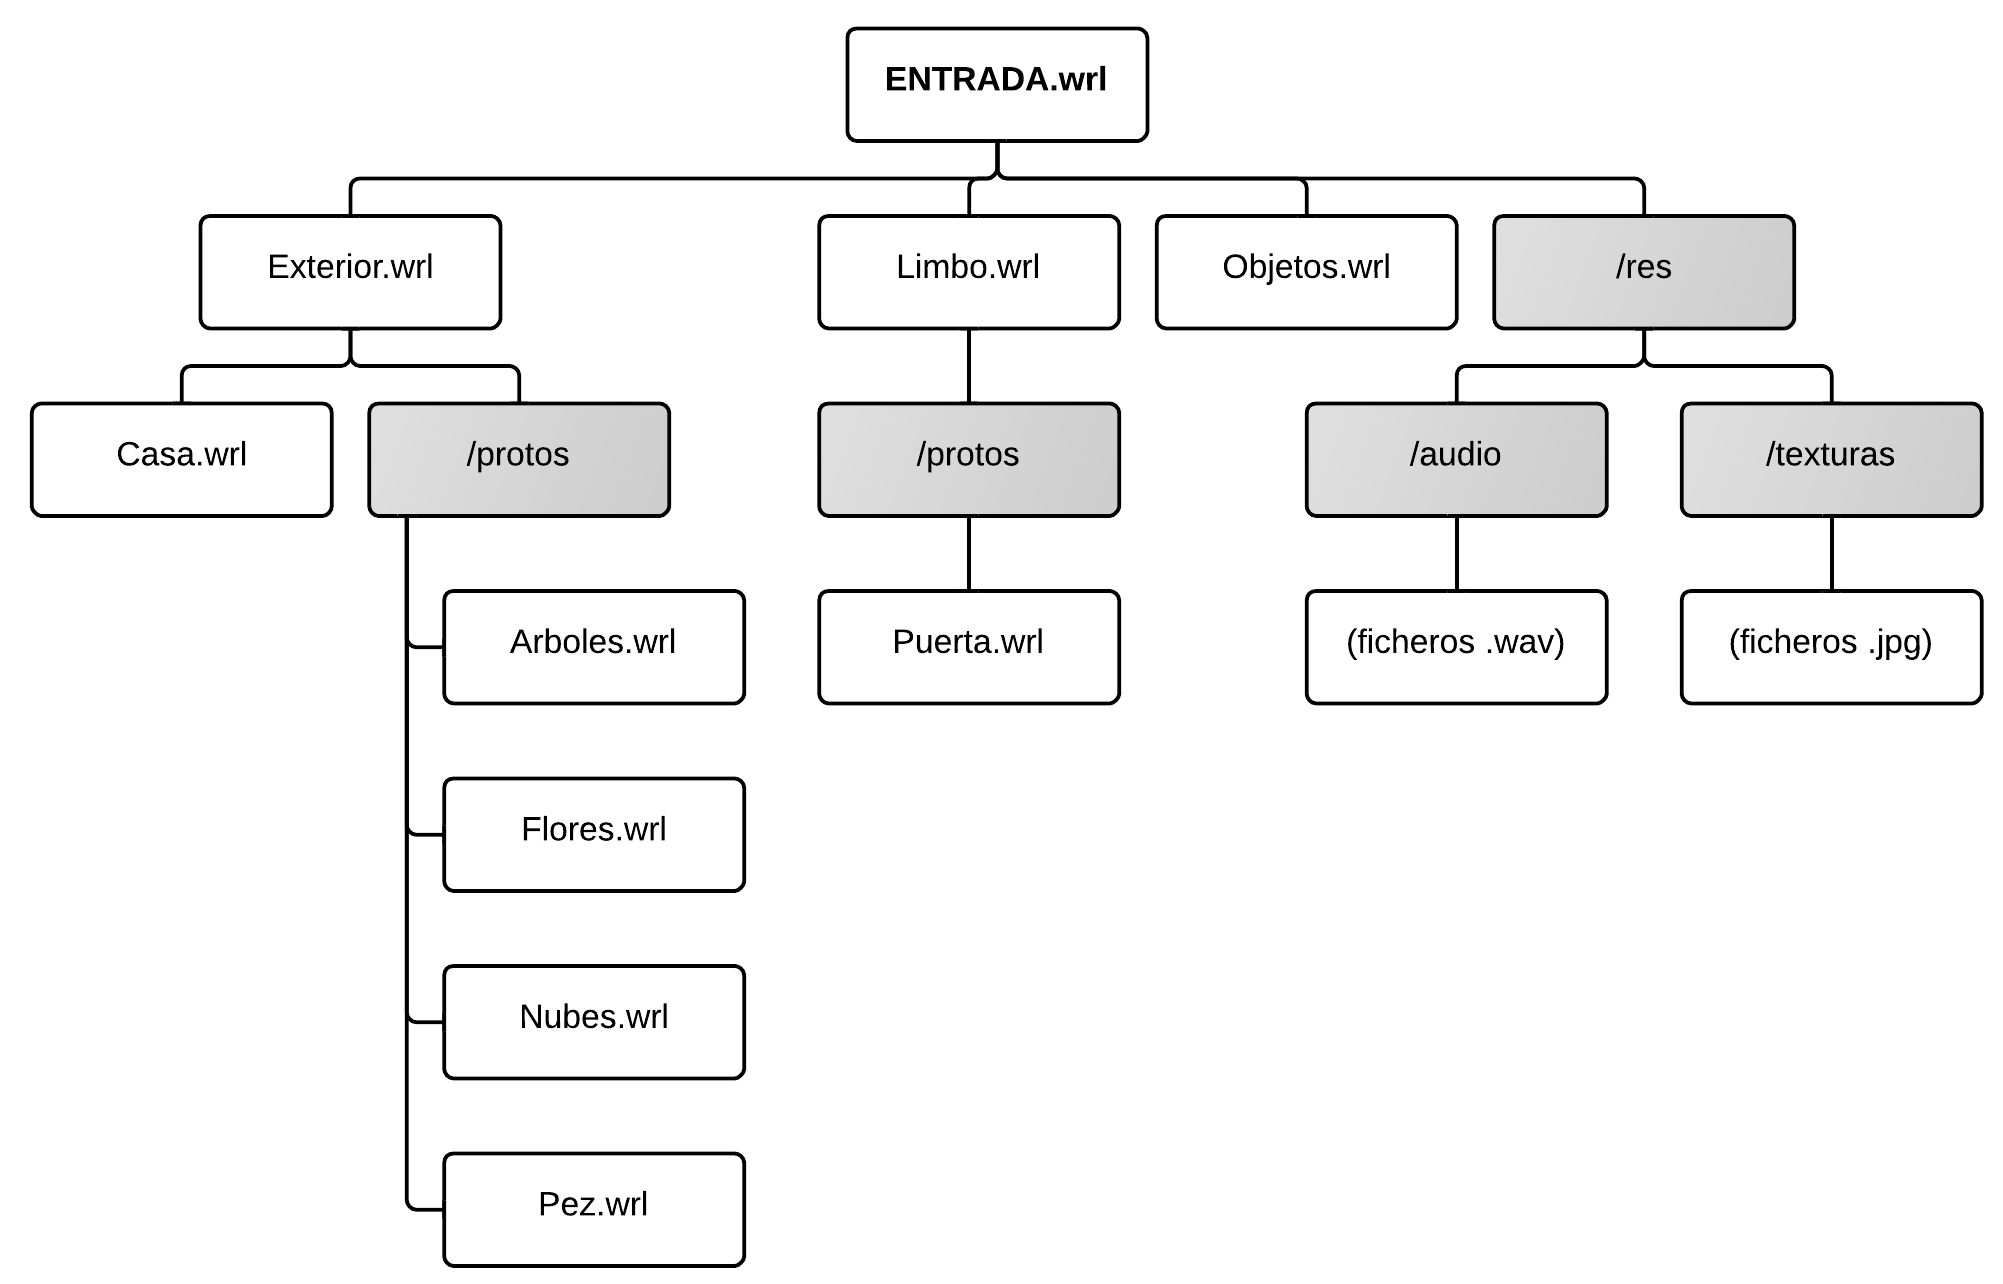 ENTRADA.wrl
Exterior.wrl
Limbo.wrl
Objetos.wrl
/res
Casa.wrl
/protos
/protos
/audio
/texturas
Arboles.wrl
Puerta.wrl
(ficheros .wav)
(ficheros .jpg)
Flores.wrl
Nubes.wrl
Pez.wrl